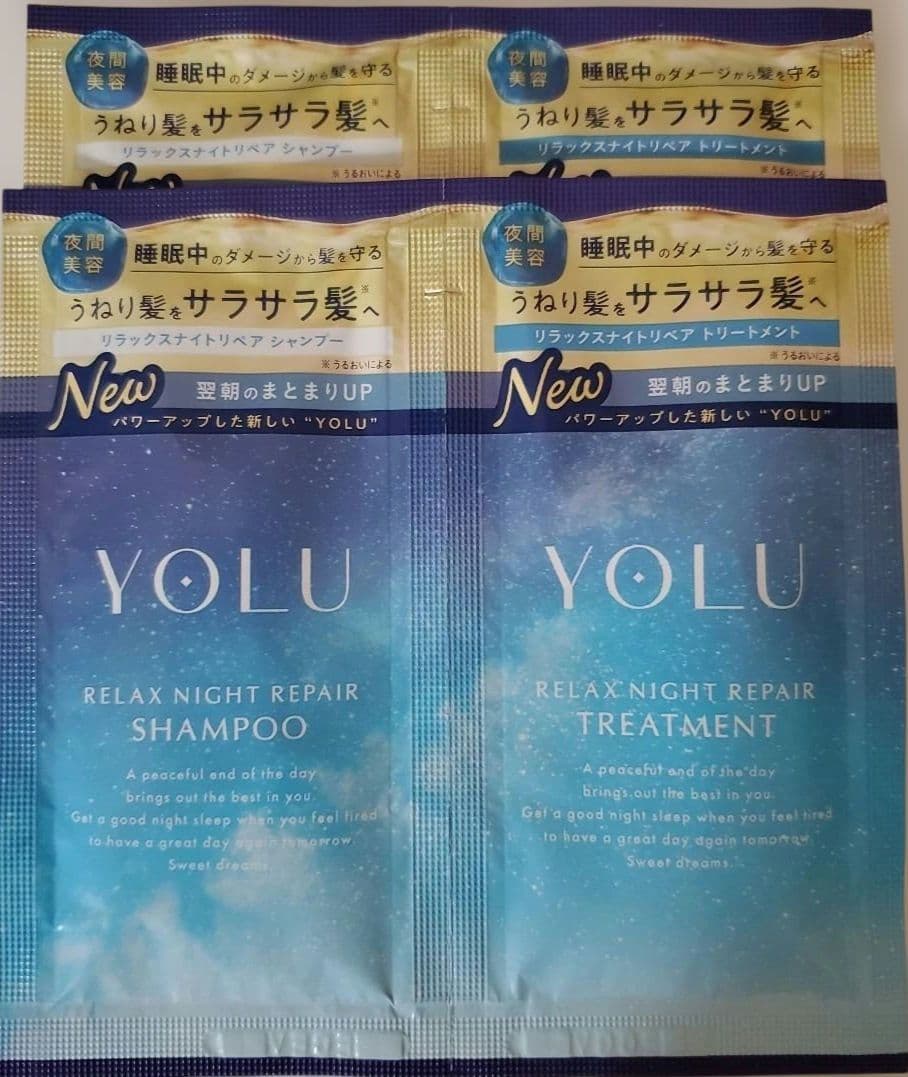 夜間
美容
睡眠中のダメージから髪を守る
うねり髪をサラサラ髪※へ
リラックスナイトリペア シャンプー
※うるおいによる
夜間
美容
睡眠中のダメージから髪を守る
うねり髪をサラサラ髪※へ
リラックスナイトリペア トリートメント
※うるおいによる
夜間
美容
睡眠中のダメージから髪を守る
うねり髪をサラサラ髪※へ
リラックスナイトリペア シャンプー
※うるおいによる
New 翌朝のまとまりUP
パワーアップした新しい “YOLU”
YOLU
RELAX NIGHT REPAIR
SHAMPOO
A peaceful end of the day
brings out the best in you.
Get a good night sleep when you feel tired
to have a great day again tomorrow.
Sweet dreams.
夜間
美容
睡眠中のダメージから髪を守る
うねり髪をサラサラ髪※へ
リラックスナイトリペア トリートメント
※うるおいによる
New 翌朝のまとまりUP
パワーアップした新しい “YOLU”
YOLU
RELAX NIGHT REPAIR
TREATMENT
A peaceful end of the day
brings out the best in you.
Get a good night sleep when you feel tired
to have a great day again tomorrow.
Sweet dreams.